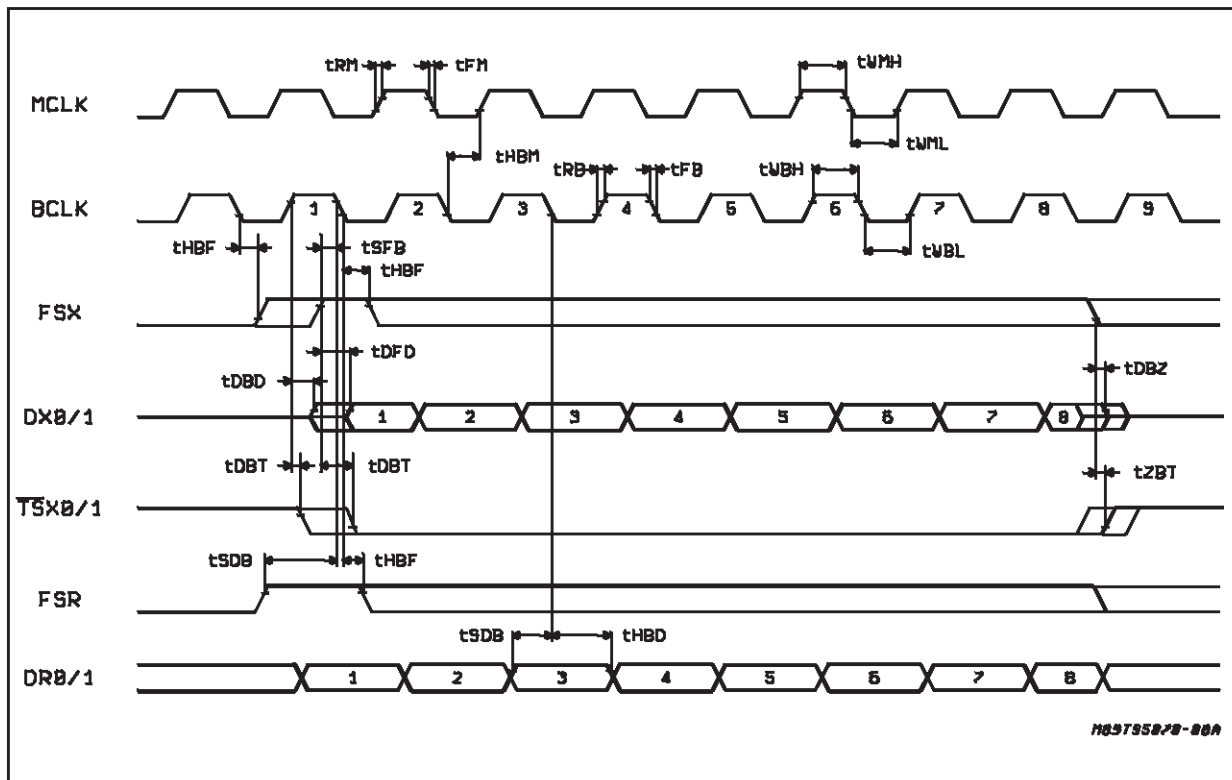 tRM tFM tWMH
MCLK
tHBM tWML
tRB tFB tWBH
BCLK 1 2 3 4 5 6 7 8 9
tHBF tSFB tWBL
tHBF
FSX
tDFD
tDBD tDBZ
DX0/1 1 2 3 4 5 6 7 8
tDBT tDBT tZBT
TSX0/1
tSDB tHBF
FSR
tSDB tHBD
DR0/1 1 2 3 4 5 6 7 8